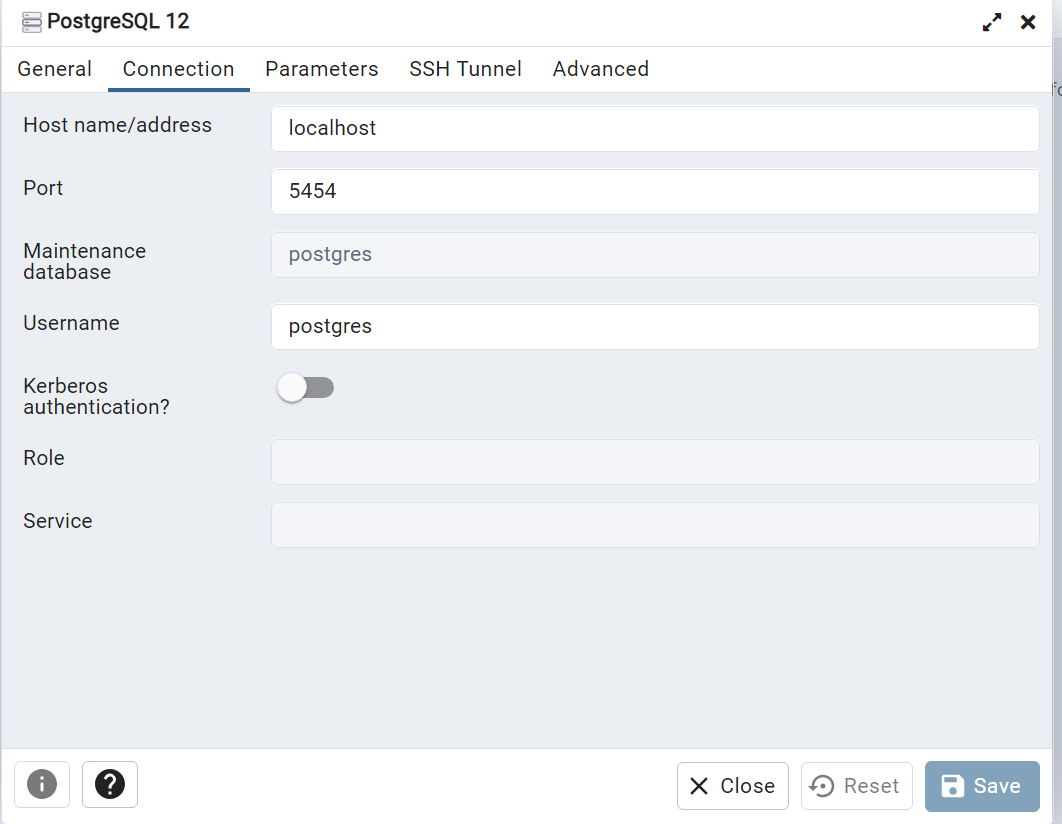 PostgreSQL 12
General Connection Parameters SSH Tunnel Advanced
Host name/address localhost
Port 5454
Maintenance
database postgres
Username postgres
Kerberos
authentication?
Role
Service
Close Reset Save